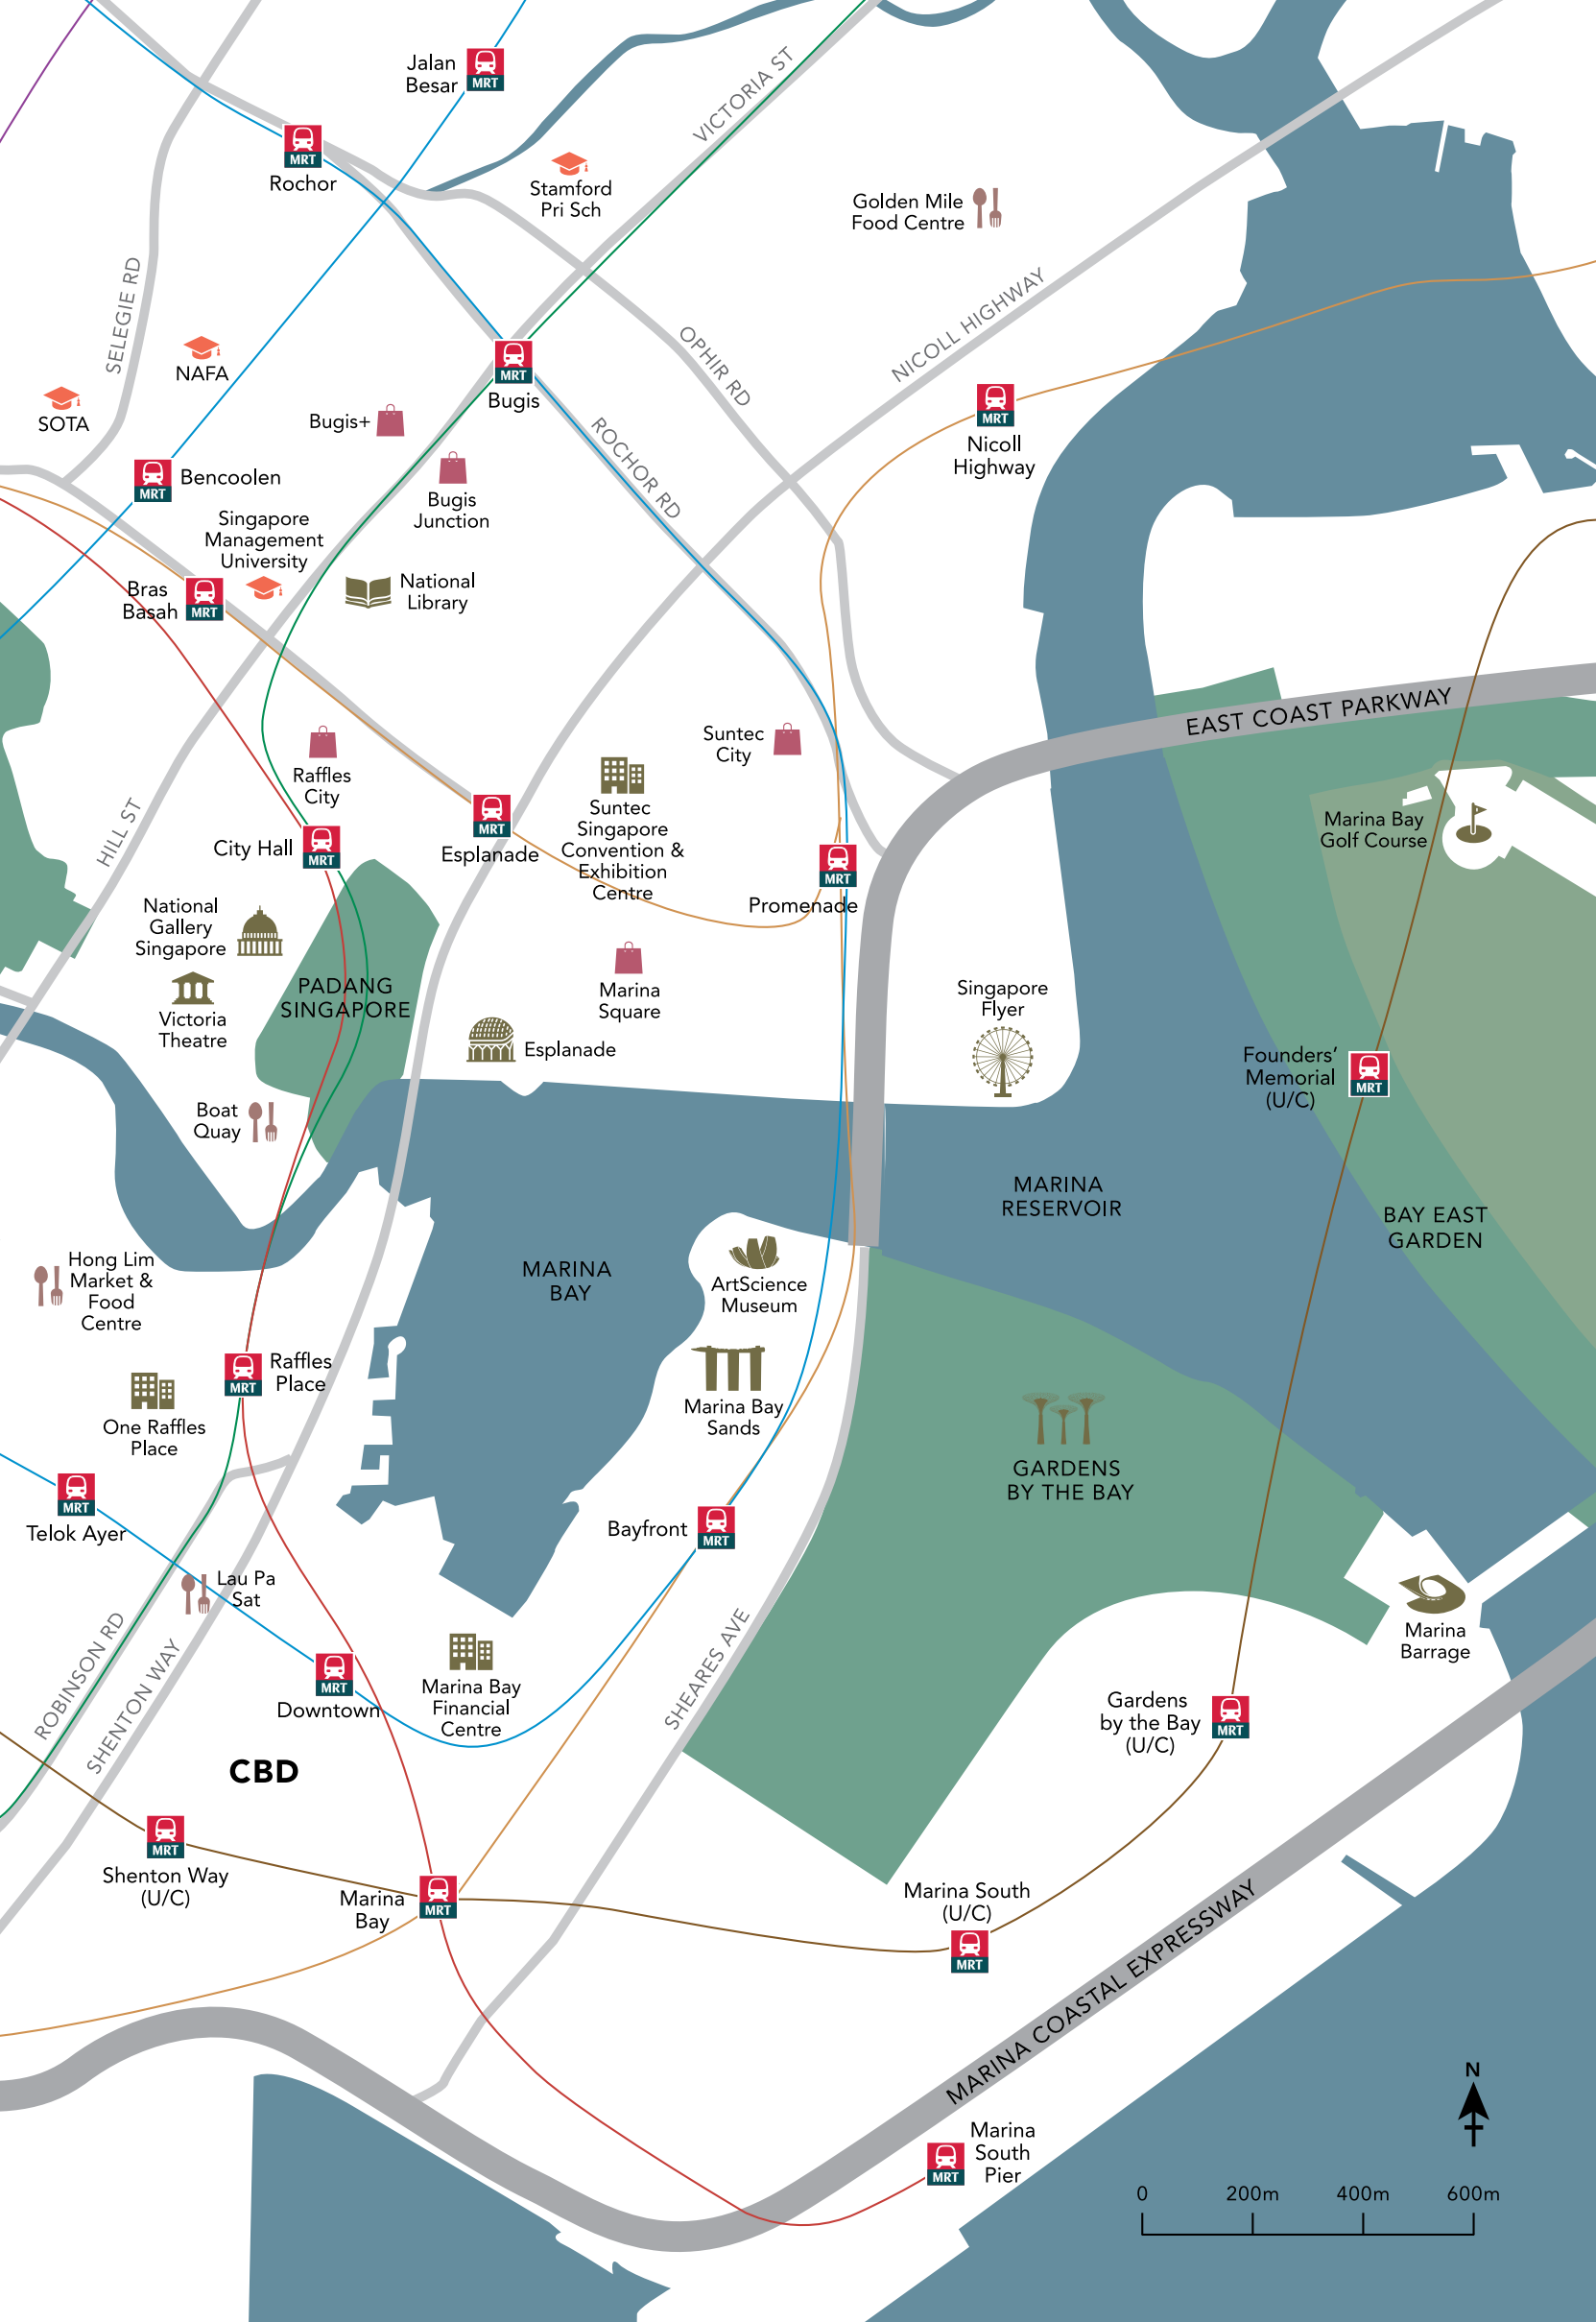 Jalan
Besar
MRT
VICTORIA ST
MRT
Rochor
Stamford
Pri Sch
Golden Mile
Food Centre
SELEGIE RD
NICOLL HIGHWAY
OPHIR RD
NAFA
SOTA
MRT
Bugis
Bugis+
MRT
Nicoll
Highway
ROCHOR RD
MRT
Bencoolen
Bugis
Junction
Singapore
Management
University
Bras
Basah
MRT
National
Library
EAST COAST PARKWAY
Suntec
City
Raffles
City
HILL ST
Suntec
Singapore
Convention &
Exhibition
Centre
MRT
Esplanade
City Hall
MRT
Marina Bay
Golf Course
MRT
Promenade
National
Gallery
Singapore
PADANG
SINGAPORE
Victoria
Theatre
Marina
Square
Singapore
Flyer
Esplanade
Founders’
Memorial
(U/C)
MRT
Boat
Quay
MARINA
RESERVOIR
BAY EAST
GARDEN
Hong Lim
Market &
Food
Centre
MARINA
BAY
ArtScience
Museum
Raffles
Place
MRT
One Raffles
Place
Marina Bay
Sands
GARDENS
BY THE BAY
MRT
Telok Ayer
Bayfront
MRT
Lau Pa
Sat
ROBINSON RD
SHENTON WAY
SHEARES AVE
Marina
Barrage
MRT
Downtown
Marina Bay
Financial
Centre
Gardens
by the Bay
(U/C)
MRT
CBD
MRT
Shenton Way
(U/C)
Marina
Bay
MRT
Marina South
(U/C)
MRT
MARINA COASTAL EXPRESSWAY
N
Marina
South
Pier
MRT
0 200m 400m 600m